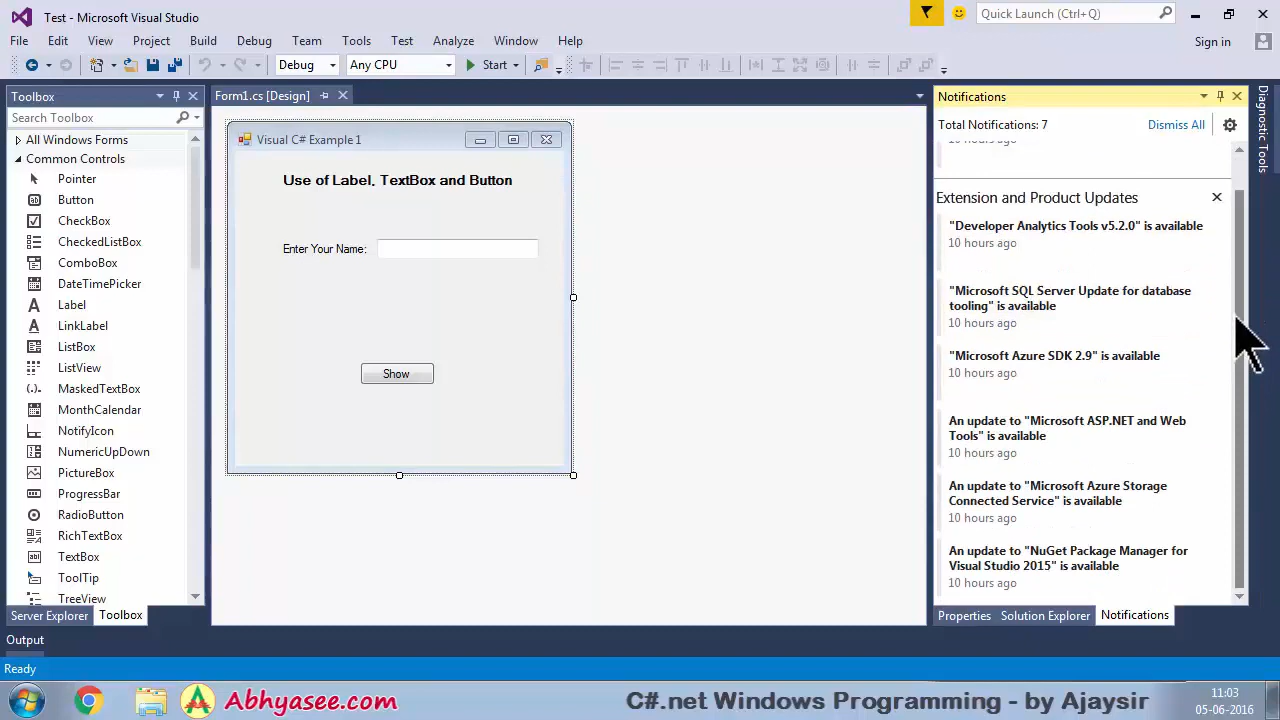 Test - Microsoft Visual Studio
Quick Launch (Ctrl+Q)
File Edit View Project Build Debug Team Tools Test Analyze Window Help
Sign in
Debug Any CPU Start
Toolbox
Search Toolbox
All Windows Forms
Common Controls
Pointer
Button
CheckBox
CheckedListBox
ComboBox
DateTimePicker
Label
LinkLabel
ListBox
ListView
MaskedTextBox
MonthCalendar
NotifyIcon
NumericUpDown
PictureBox
ProgressBar
RadioButton
RichTextBox
TextBox
ToolTip
TreeView
Server Explorer Toolbox
Form1.cs [Design]
Visual C# Example 1
Use of Label, TextBox and Button
Enter Your Name:
Show
Notifications
Total Notifications: 7 Dismiss All
10 hours ago
Extension and Product Updates
"Developer Analytics Tools v5.2.0" is available
10 hours ago
"Microsoft SQL Server Update for database
tooling" is available
10 hours ago
"Microsoft Azure SDK 2.9" is available
10 hours ago
An update to "Microsoft ASP.NET and Web
Tools" is available
10 hours ago
An update to "Microsoft Azure Storage
Connected Service" is available
10 hours ago
An update to "NuGet Package Manager for
Visual Studio 2015" is available
10 hours ago
Properties Solution Explorer Notifications
Diagnostic Tools
Output
Ready
Abhyasee.com
C#.net Windows Programming - by Ajaysir
11:03
05-06-2016